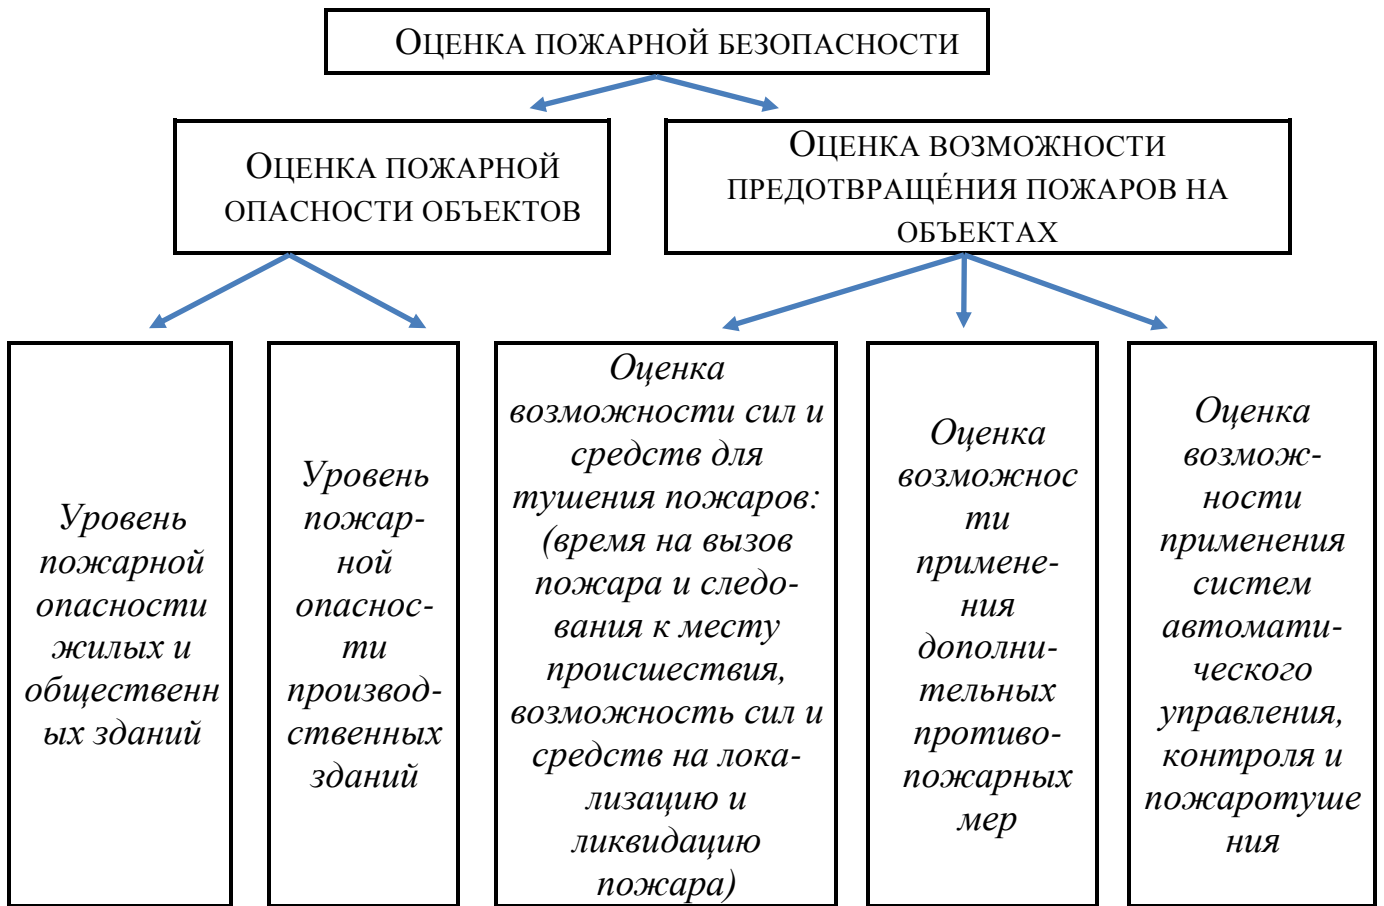 ОЦЕНКА ПОЖАРНОЙ БЕЗОПАСНОСТИ
ОЦЕНКА ПОЖАРНОЙ
ОПАСНОСТИ ОБЪЕКТОВ
ОЦЕНКА ВОЗМОЖНОСТИ
ПРЕДОТВРАЩЕ́НИЯ ПОЖАРОВ НА
ОБЪЕКТАХ
Уровень
пожарной
опасности
жилых и
общественн
ых зданий
Уровень
пожар-
ной
опаснос-
ти
производ-
ственных
зданий
Оценка
возможности сил и
средств для
тушения пожаров:
(время на вызов
пожара и следо-
вания к месту
происшествия,
возможность сил и
средств на лока-
лизацию и
ликвидацию
пожара)
Оценка
возможнос
ти
примене-
ния
дополни-
тельных
противо-
пожарных
мер
Оценка
возмож-
ности
применения
систем
автомати-
ческого
управления,
контроля и
пожаротуше
ния